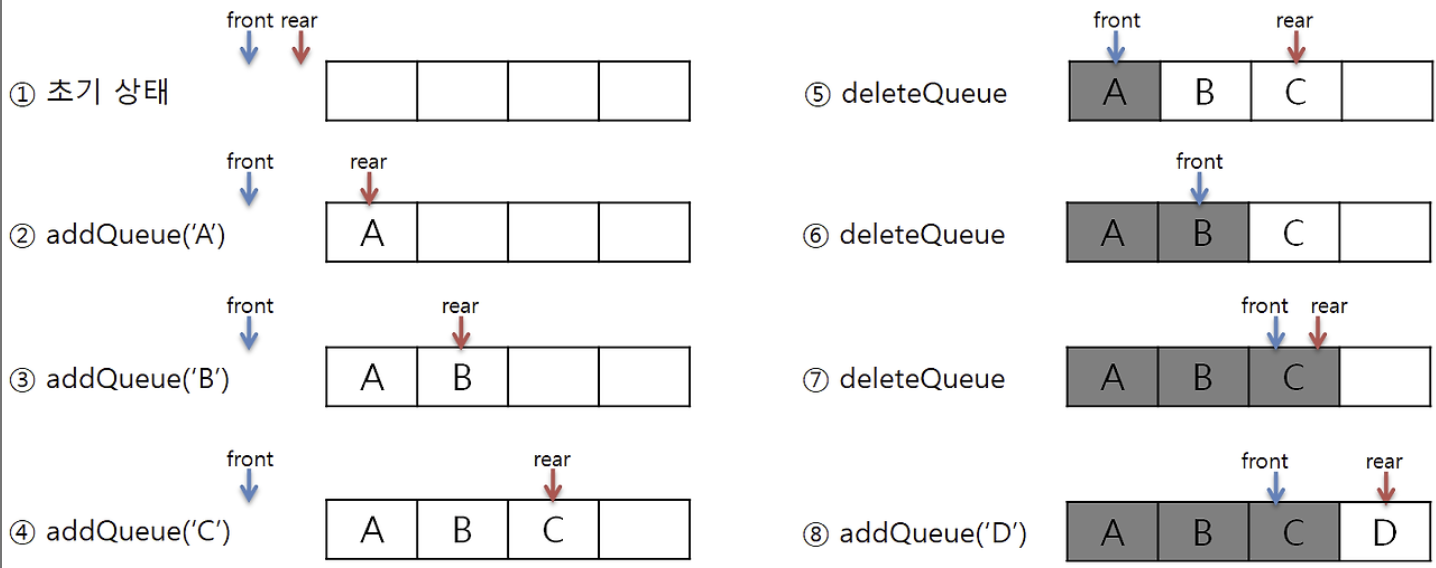 front rear
① 초기 상태
front rear
② addQueue('A')
A
front rear
③ addQueue('B')
A B
front rear
④ addQueue('C')
A B C
front rear
⑤ deleteQueue
A B C
front
⑥ deleteQueue
A B C
front rear
⑦ deleteQueue
A B C
front rear
⑧ addQueue('D')
A B C D